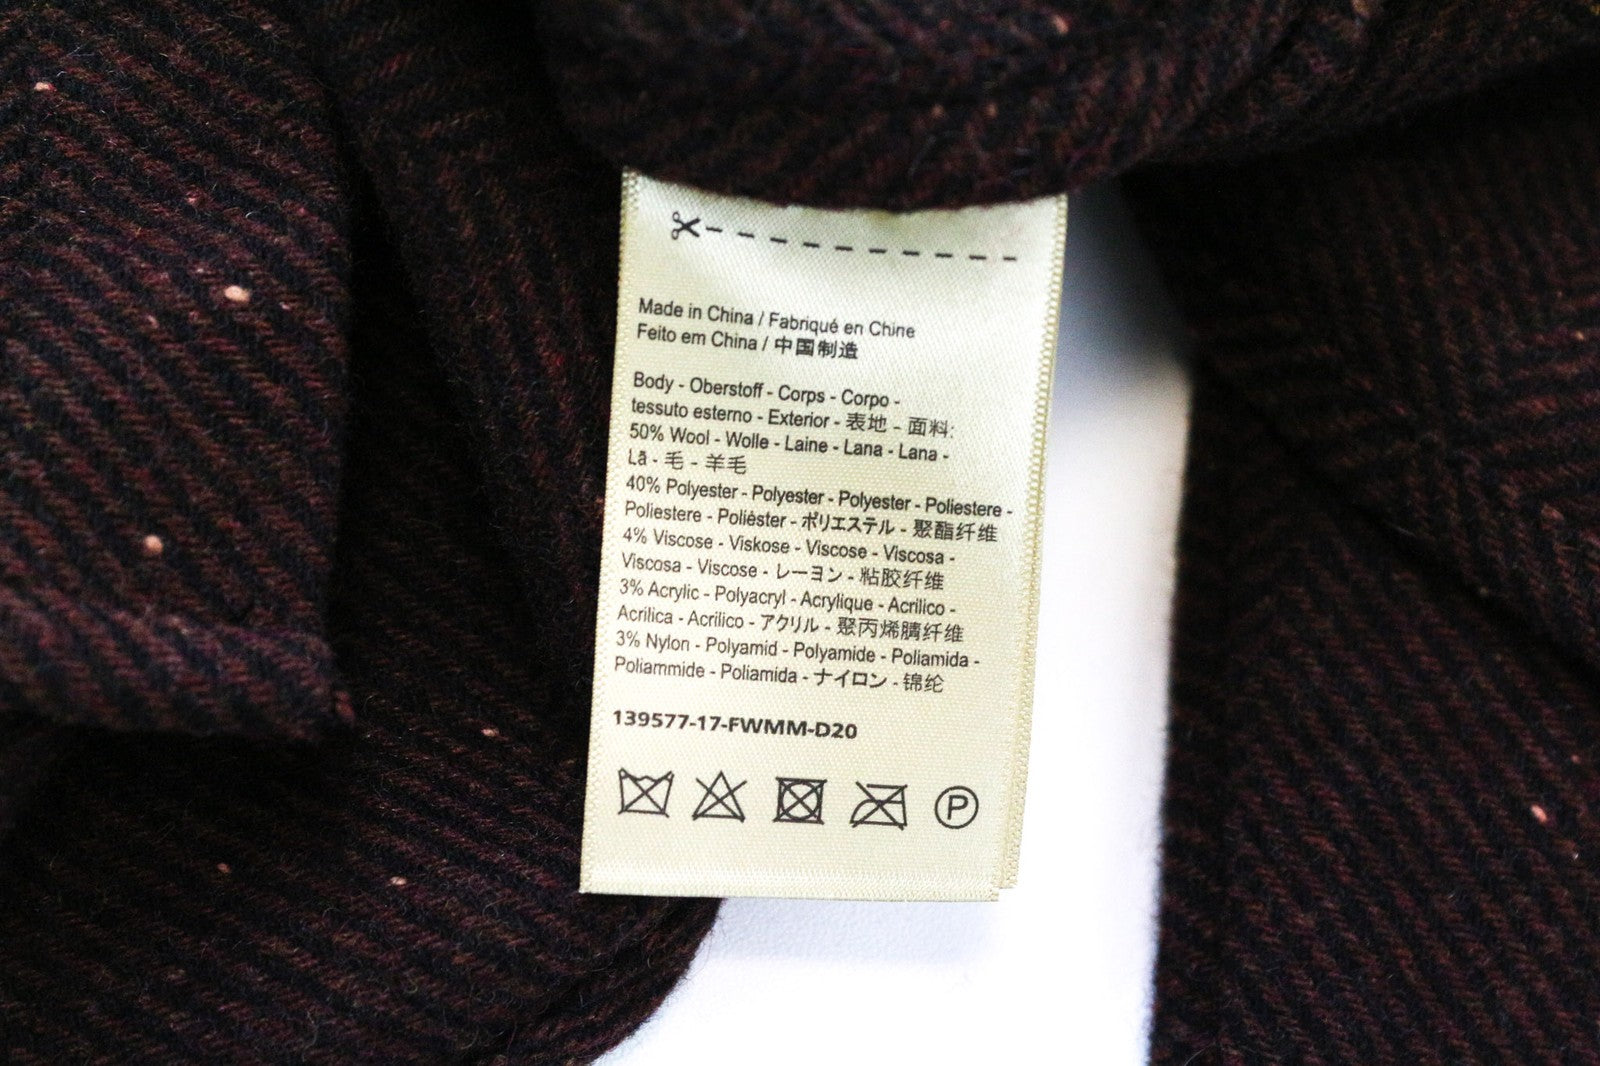 Made in China / Fabriqué en Chine
Feito em China / 中国制造
Body - Oberstoff - Corps - Corpo -
tessuto esterno - Exterior - 表地 - 面料:
50% Wool - Wolle - Laine - Lana - Lana -
Lã - 毛 - 羊毛
40% Polyester - Polyester - Polyester - Poliestere -
Poliestere - Polièster - ポリエステル - 聚酯纤维
4% Viscose - Viskose - Viscose - Viscosa -
Viscosa - Viscose - レーヨン - 粘胶纤维
3% Acrylic - Polyacryl - Acrylique - Acrilico -
Acrilica - Acrilico - アクリル - 聚丙烯腈纤维
3% Nylon - Polyamid - Polyamide - Poliamida -
Poliammide - Poliamida - ナイロン - 锦纶
139577-17-FWMM-D20
P